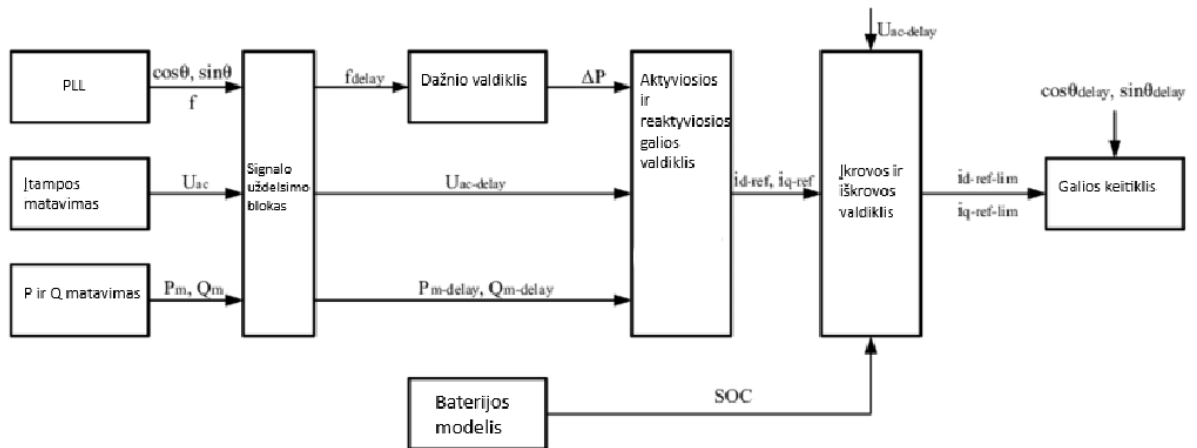 PLL
cosθ, sinθ
f
Įtampos
matavimas
Uac
P ir Q matavimas
Pm, Qm
Signalo
uždelsimo
blokas
fdelay
Dažnio valdiklis
ΔP
Uac-delay
Pm-delay, Qm-delay
Aktyviosios
ir
reaktyviosios
galios
valdiklis
id-ref, iq-ref
Uac-delay
Įkrovos ir
iškrovos
valdiklis
id-ref-lim
iq-ref-lim
cosθdelay, sinθdelay
Galios keitiklis
Baterijos
modelis
SOC